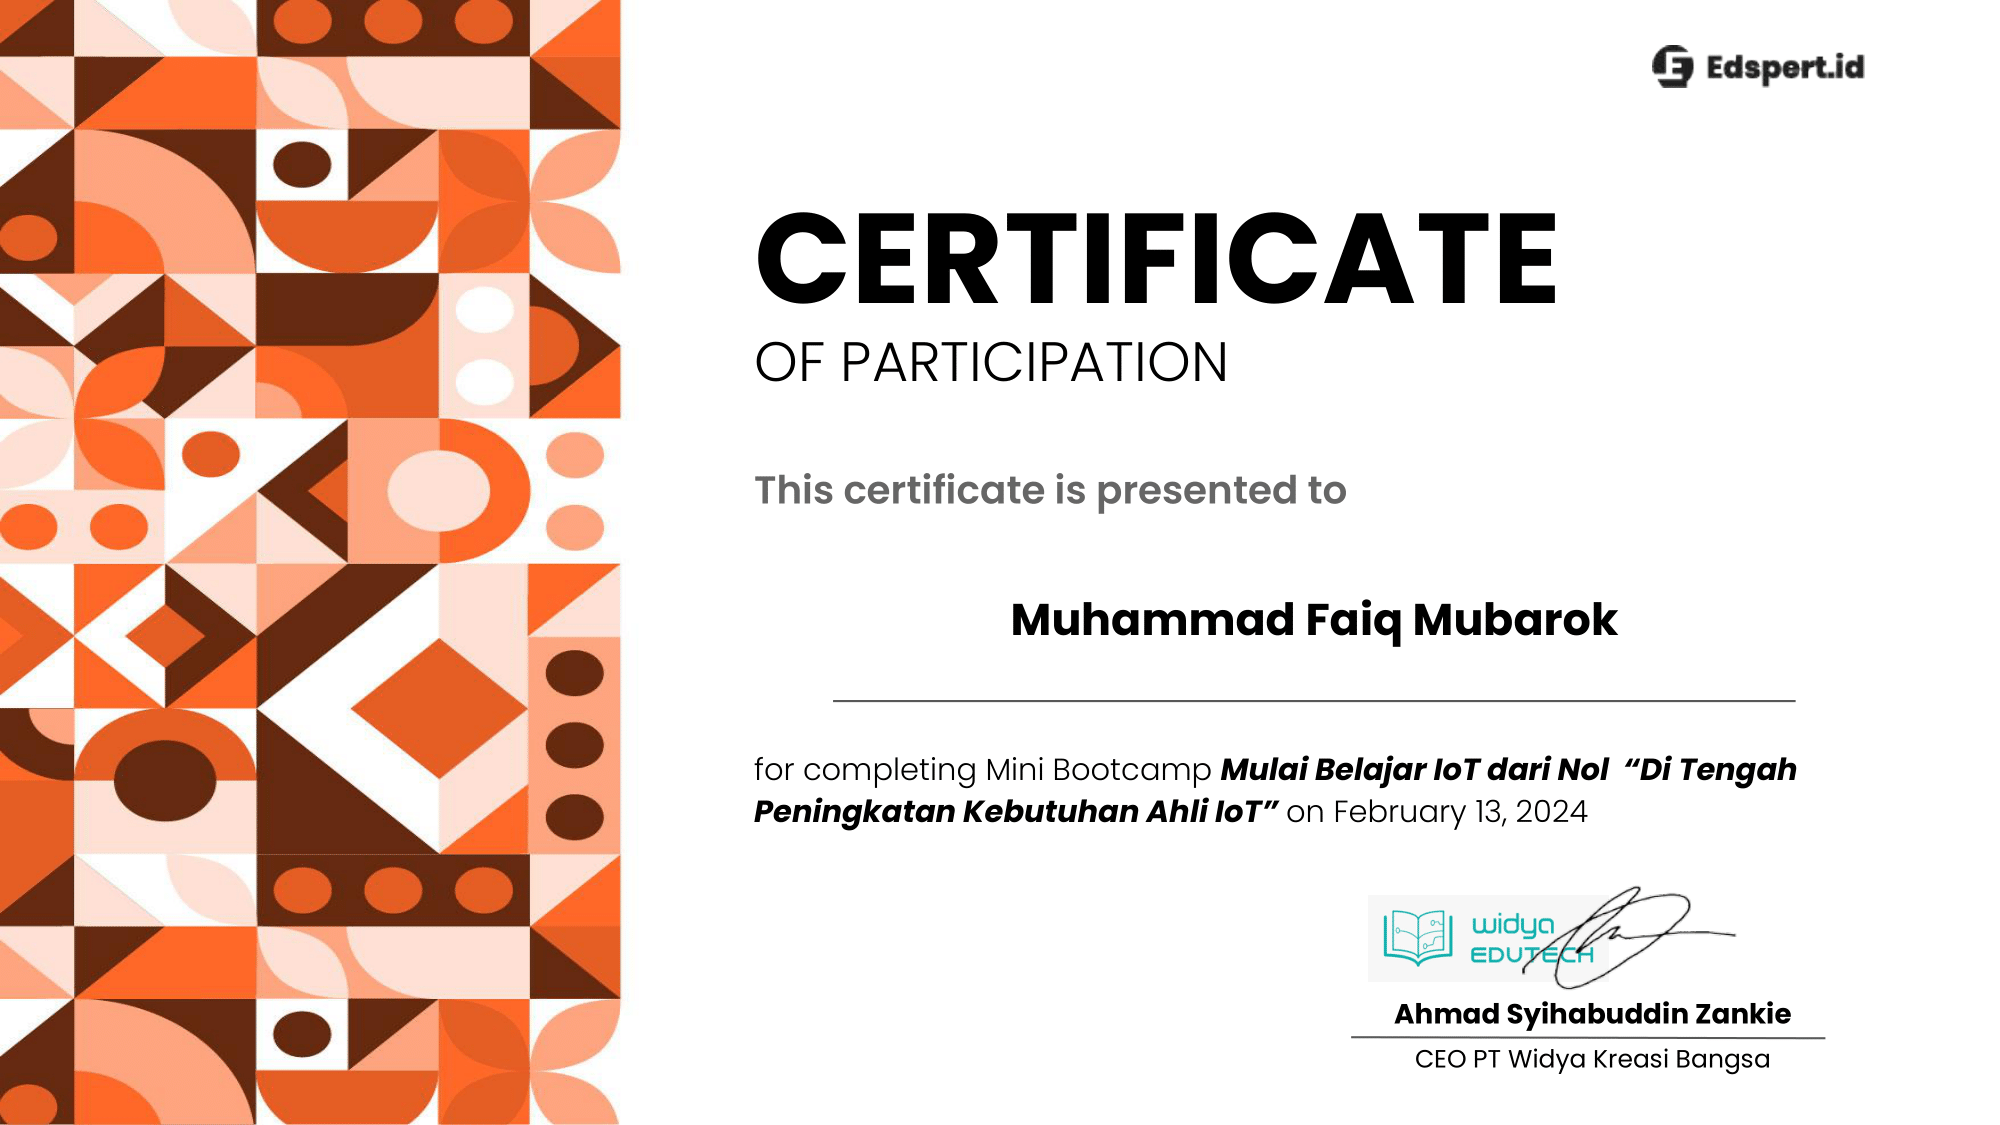 Edspert.id
CERTIFICATE
OF PARTICIPATION
This certificate is presented to
Muhammad Faiq Mubarok
for completing Mini Bootcamp Mulai Belajar IoT dari Nol “Di Tengah
Peningkatan Kebutuhan Ahli IoT” on February 13, 2024
widya
EDUTECH
Ahmad Syihabuddin Zankie
CEO PT Widya Kreasi Bangsa